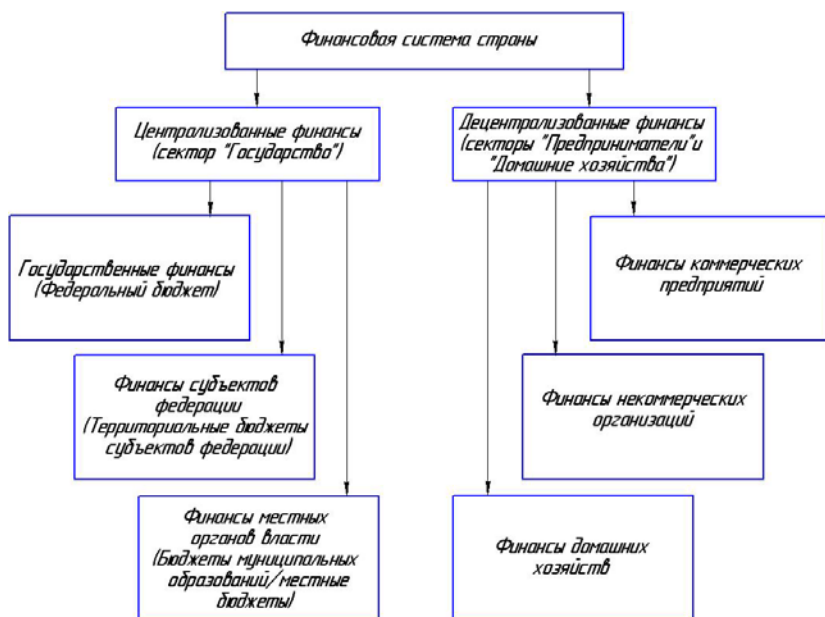 Финансовая система страны
Централизованные финансы
(сектор "Государство")
Децентрализованные финансы
(секторы "Предприниматели"и
"Домашние хозяйства")
Государственные финансы
(Федеральный бюджет)
Финансы коммерческих
предприятий
Финансы субъектов
федерации
(Территориальные бюджеты
субъектов федерации)
Финансы некоммерческих
организаций
Финансы местных
органов власти
(Бюджеты муниципальных
образований/местные
бюджеты)
Финансы домашних
хозяйств